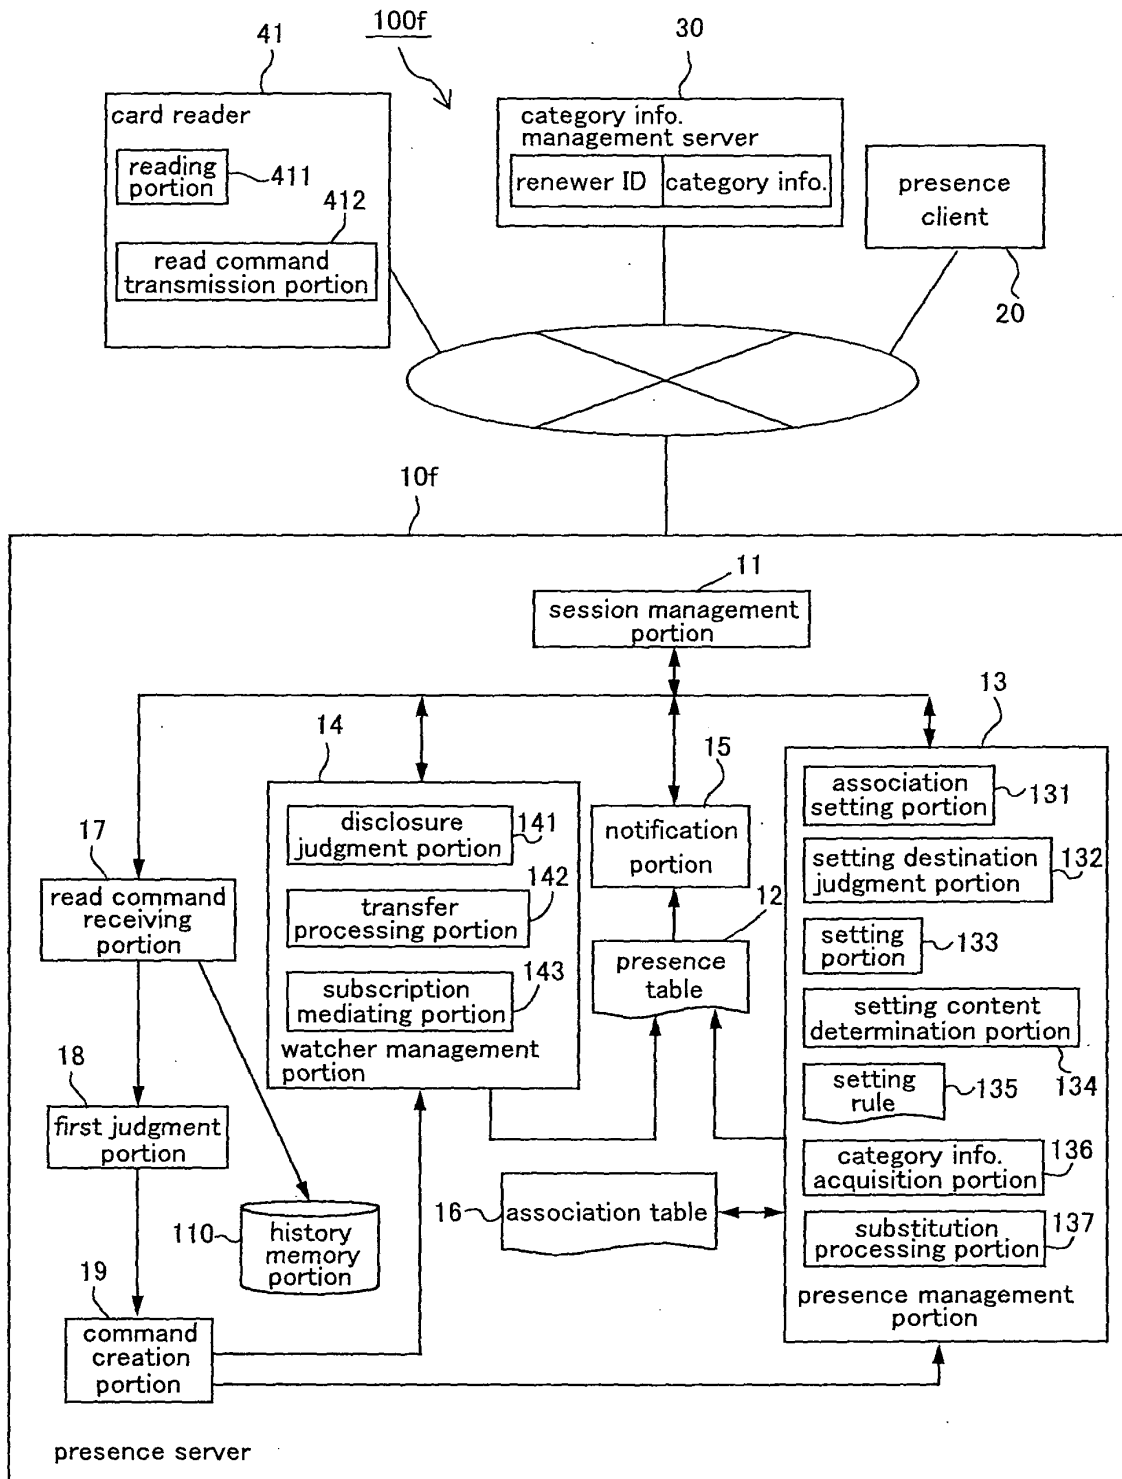 100f
41
card reader
reading
portion
411
412
read command
transmission portion
30
category info.
management server
renewer ID
category info.
presence
client
20
10f
11
session management
portion
14
disclosure
judgment portion
141
transfer
processing portion
142
subscription
mediating portion
143
watcher management
portion
15
notification
portion
12
presence
table
13
association
setting portion
131
setting destination
judgment portion
132
setting
portion
133
setting content
determination portion
134
setting
rule
135
category info.
acquisition portion
136
substitution
processing portion
137
presence management
portion
17
read command
receiving
portion
18
first judgment
portion
110
history
memory
portion
16
association table
19
command
creation
portion
presence server